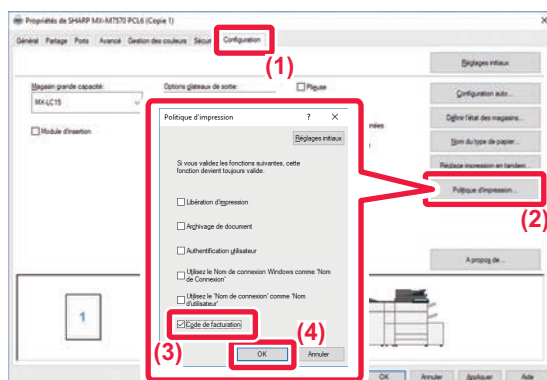 Propriétés de SHARP MX-M7570 PCL6 (Copie 1)
Général Partage Ports Avancé Gestion des couleurs Sécur Configuration
(1)
Réglages initiaux
Magasin grande capacité:
Options plateaux de sortie:
Plieuse
MX-LC15
Configuration auto...
Module d'insertion
Définir l'état des magasins...
nées
Nom du type de papier...
Réglage impression en tandem...
Politique d'impression...
(2)
A propos de...
Politique d'impression
? ×
Réglages initiaux
Si vous validez les fonctions suivantes, cette
fonction devient toujours valide.
Libération d'impression
Archivage de document
Authentification utilisateur
Utilisez le Nom de connexion Windows comme 'Nom
de Connexion'
Utilisez le 'Nom de connexion' comme 'Nom
d'utilisateur'
Code de facturation
(3)
(4)
OK Annuler
1
OK Annuler Appliquer Aide